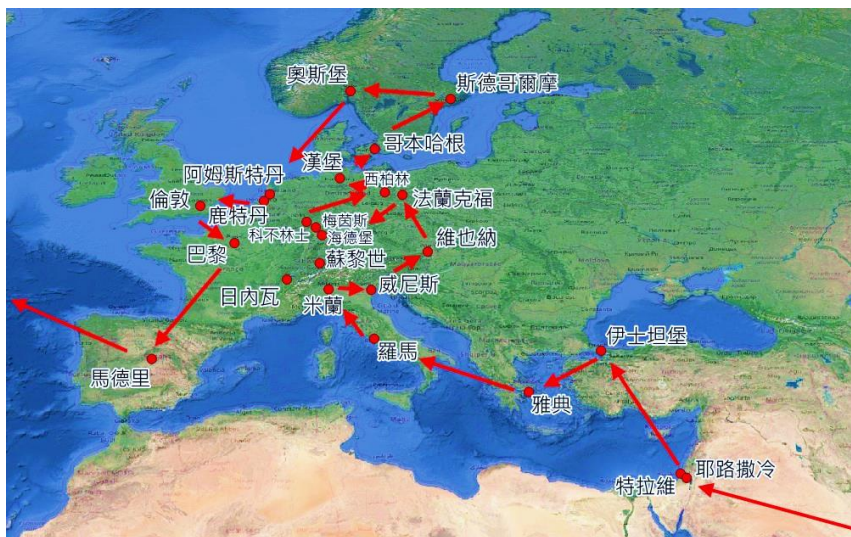 奧斯堡
斯德哥爾摩
哥本哈根
漢堡
西柏林
阿姆斯特丹
法蘭克福
倫敦
鹿特丹
梅茵斯
科不林士
海德堡
維也納
巴黎
蘇黎世
日內瓦
威尼斯
米蘭
羅馬
伊士坦堡
馬德里
雅典
耶路撒冷
特拉維